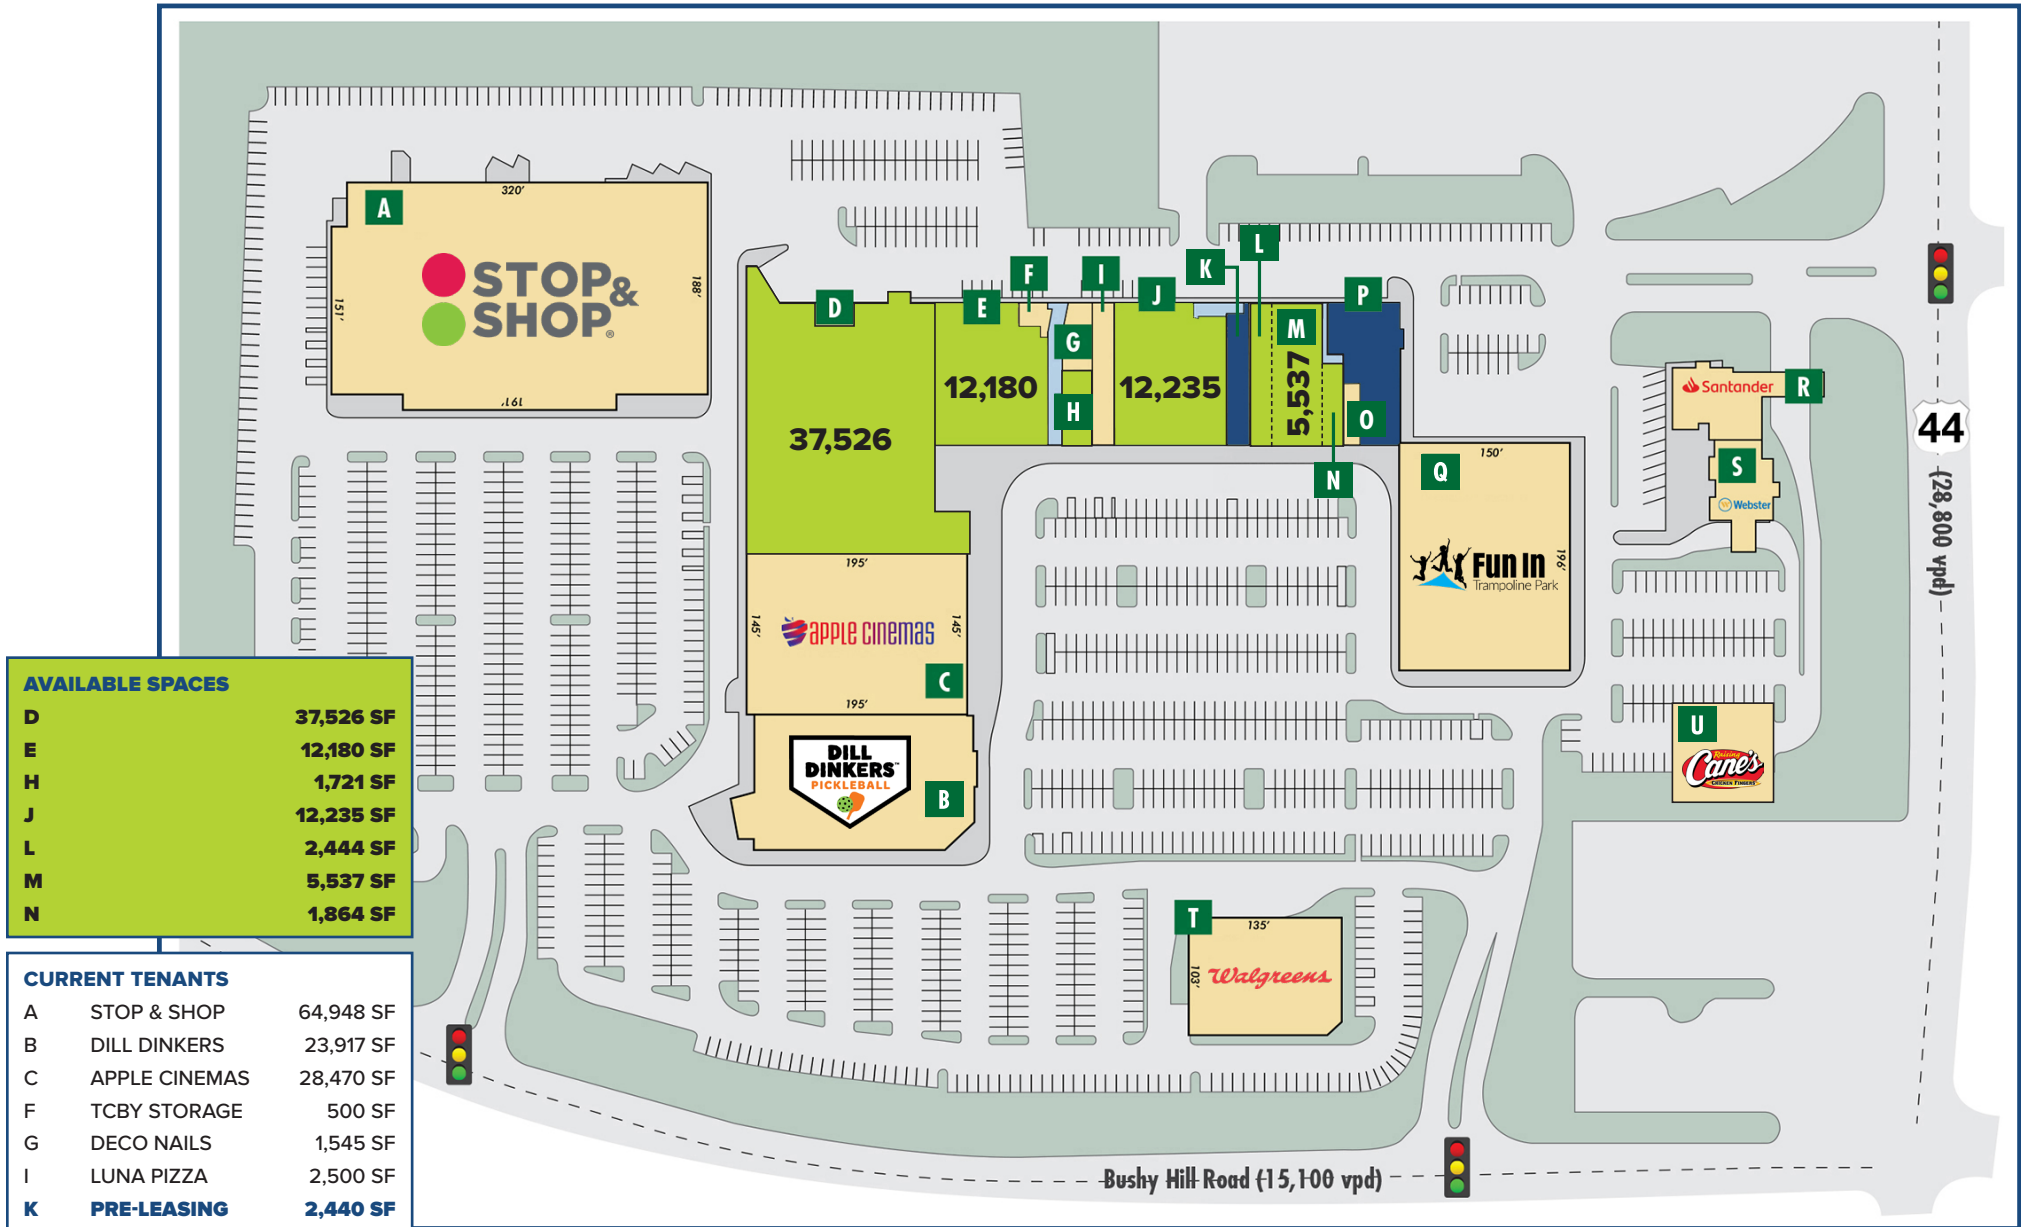 A
320'
STOP&
SHOP®
151'
188'
191'
D
E
F
G
H
I
J
K
L
M
N
O
P
37,526
12,180
12,235
5,537
Q
150'
196'
Fun In
Trampoline Park
Santander
R
S
Webster
44
(28,800 vpd)
195'
145'
145'
apple cinemas
C
195'
DILL
DINKERS™
PICKLEBALL
B
U
Raising
Cane's
CHICKEN FINGERS
T
135'
103'
Walgreens
Bushy Hill Road (15,100 vpd)
AVAILABLE SPACES
D 37,526 SF
E 12,180 SF
H 1,721 SF
J 12,235 SF
L 2,444 SF
M 5,537 SF
N 1,864 SF
CURRENT TENANTS
A STOP & SHOP 64,948 SF
B DILL DINKERS 23,917 SF
C APPLE CINEMAS 28,470 SF
F TCBY STORAGE 500 SF
G DECO NAILS 1,545 SF
I LUNA PIZZA 2,500 SF
K PRE-LEASING 2,440 SF